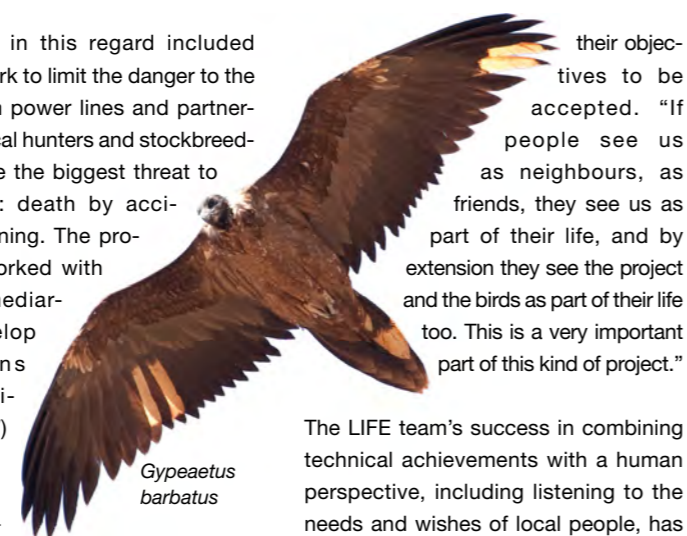 in this regard included
rk to limit the danger to the
power lines and partner-
cal hunters and stockbreed-
e the biggest threat to
: death by acci-
ning. The pro-
orked with
nediar-
elop
ns
i-
)
Gypeaetus
barbatus
their objec-
tives to be
accepted. “If
people see us
as neighbours, as
friends, they see us as
part of their life, and by
extension they see the project
and the birds as part of their life
too. This is a very important
part of this kind of project.”
The LIFE team’s success in combining
technical achievements with a human
perspective, including listening to the
needs and wishes of local people, has